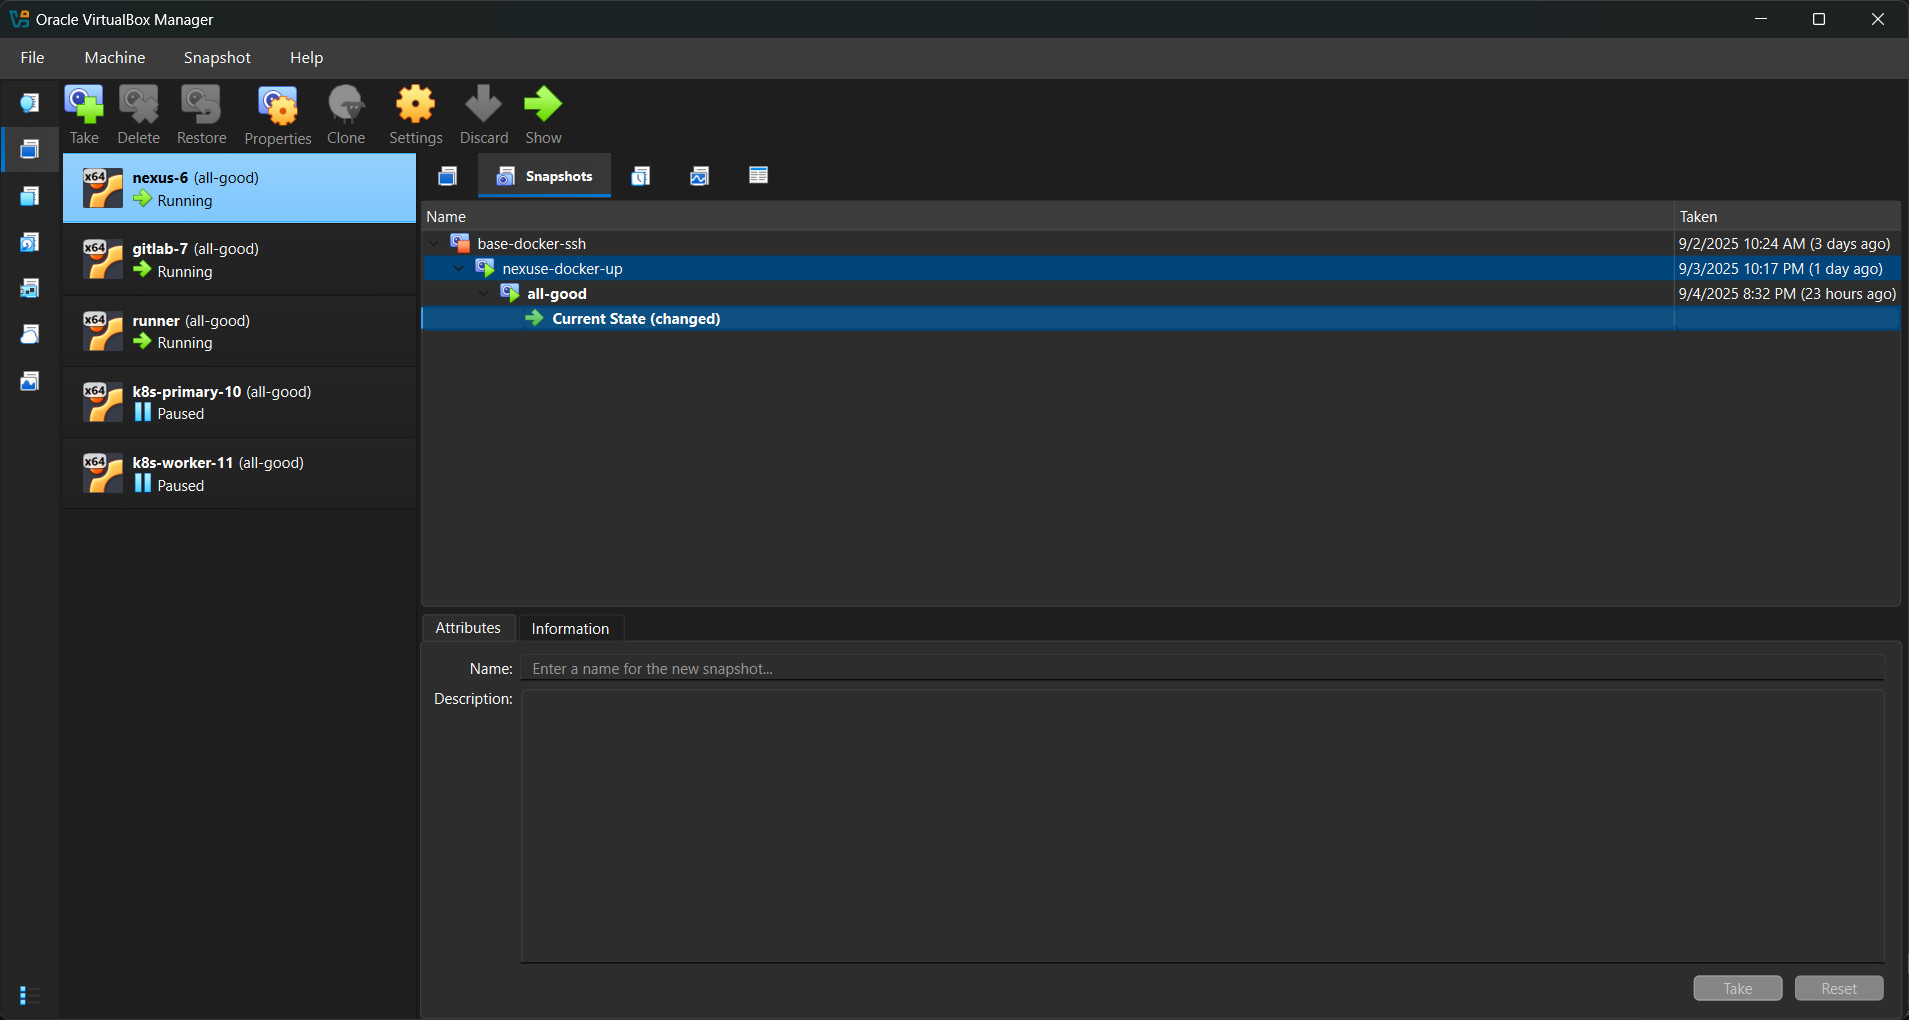 Oracle VirtualBox Manager
File Machine Snapshot Help
Take Delete Restore Properties Clone Settings Discard Show
x64 nexus-6 (all-good)
Running
x64 gitlab-7 (all-good)
Running
x64 runner (all-good)
Running
x64 k8s-primary-10 (all-good)
Paused
x64 k8s-worker-11 (all-good)
Paused
Snapshots
Name Taken
base-docker-ssh 9/2/2025 10:24 AM (3 days ago)
nexuse-docker-up 9/3/2025 10:17 PM (1 day ago)
all-good 9/4/2025 8:32 PM (23 hours ago)
Current State (changed)
Attributes Information
Name: Enter a name for the new snapshot...
Description:
Take Reset